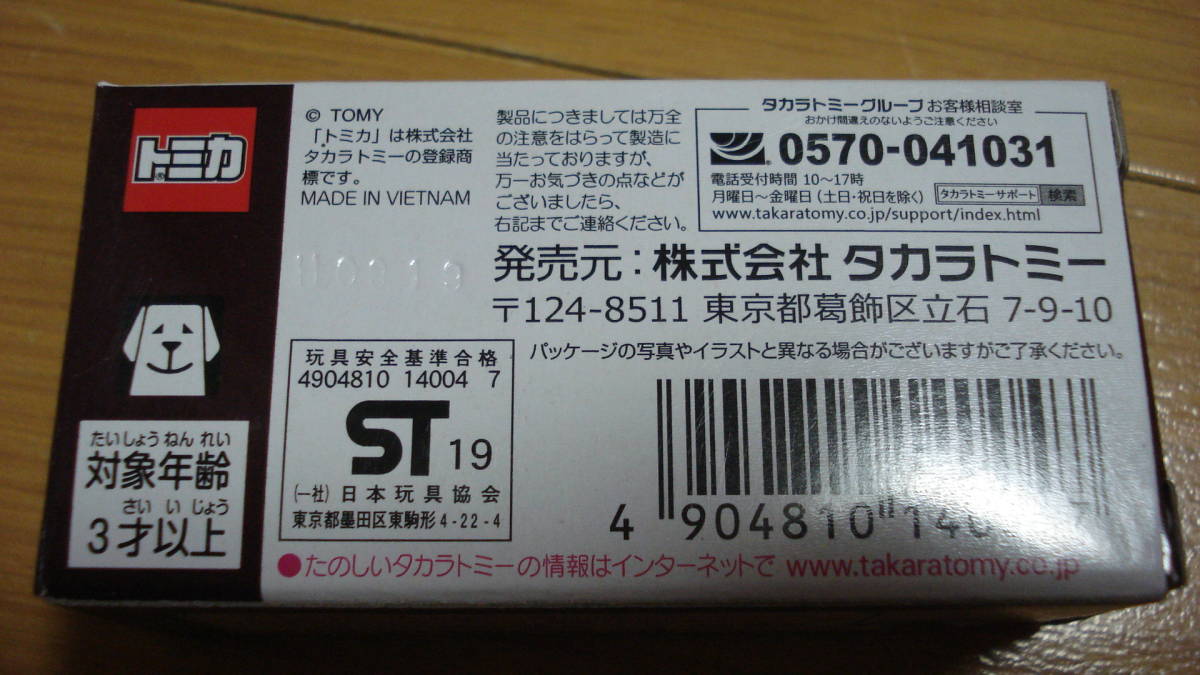 トミカ
®
たいしょうねんれい
対象年齢
さいいじょう
3才以上
© TOMY
「トミカ」は株式会社
タカラトミーの登録商
標です。
MADE IN VIETNAM
製品につきましては万全
の注意をはらって製造に
当たっておりますが、
万一お気づきの点などが
ございましたら、
右記までご連絡ください。
タカラトミーグループ お客様相談室
おかけ間違えのないようご注意ください
0570-041031
電話受付時間 10～17時
月曜日～金曜日（土日・祝日を除く） タカラトミーサポート 検索
www.takaratomy.co.jp/support/index.html
発売元：株式会社 タカラトミー
〒124-8511 東京都葛飾区立石 7-9-10
パッケージの写真やイラストと異なる場合がございますがご了承ください。
玩具安全基準合格
4904810 14004 7
ST 19
(一社) 日本玩具協会
東京都墨田区東駒形 4-22-4
4 904810 140
●たのしいタカラトミーの情報はインターネットで www.takaratomy.co.jp